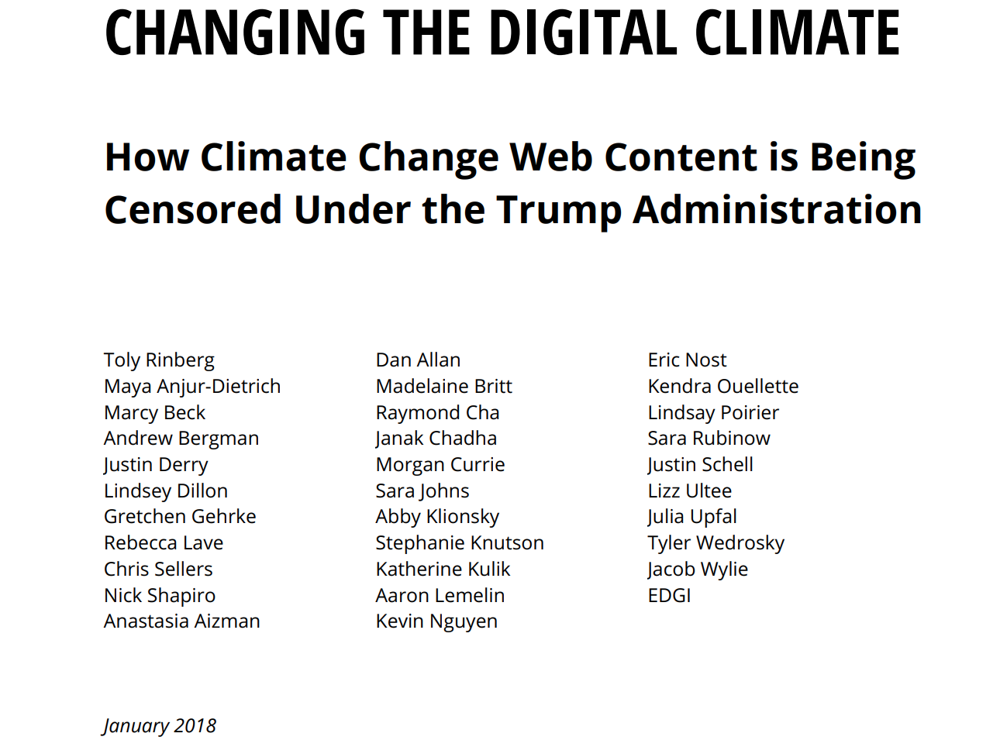 CHANGING THE DIGITAL CLIMATE
How Climate Change Web Content is Being
Censored Under the Trump Administration
Toly Rinberg
Maya Anjur-Dietrich
Marcy Beck
Andrew Bergman
Justin Derry
Lindsey Dillon
Gretchen Gehrke
Rebecca Lave
Chris Sellers
Nick Shapiro
Anastasia Aizman
Dan Allan
Madelaine Britt
Raymond Cha
Janak Chadha
Morgan Currie
Sara Johns
Abby Klionsky
Stephanie Knutson
Katherine Kulik
Aaron Lemelin
Kevin Nguyen
Eric Nost
Kendra Ouellette
Lindsay Poirier
Sara Rubinow
Justin Schell
Lizz Ultee
Julia Upfal
Tyler Wedrosky
Jacob Wylie
EDGI
January 2018